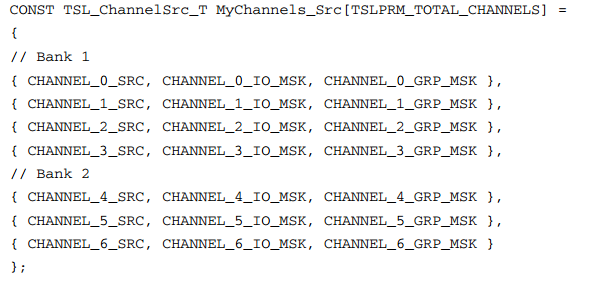 CONST TSL_ChannelSrc_T MyChannels_Src[TSLPRM_TOTAL_CHANNELS] =
{
// Bank 1
{ CHANNEL_0_SRC, CHANNEL_0_IO_MSK, CHANNEL_0_GRP_MSK },
{ CHANNEL_1_SRC, CHANNEL_1_IO_MSK, CHANNEL_1_GRP_MSK },
{ CHANNEL_2_SRC, CHANNEL_2_IO_MSK, CHANNEL_2_GRP_MSK },
{ CHANNEL_3_SRC, CHANNEL_3_IO_MSK, CHANNEL_3_GRP_MSK },
// Bank 2
{ CHANNEL_4_SRC, CHANNEL_4_IO_MSK, CHANNEL_4_GRP_MSK },
{ CHANNEL_5_SRC, CHANNEL_5_IO_MSK, CHANNEL_5_GRP_MSK },
{ CHANNEL_6_SRC, CHANNEL_6_IO_MSK, CHANNEL_6_GRP_MSK }
};